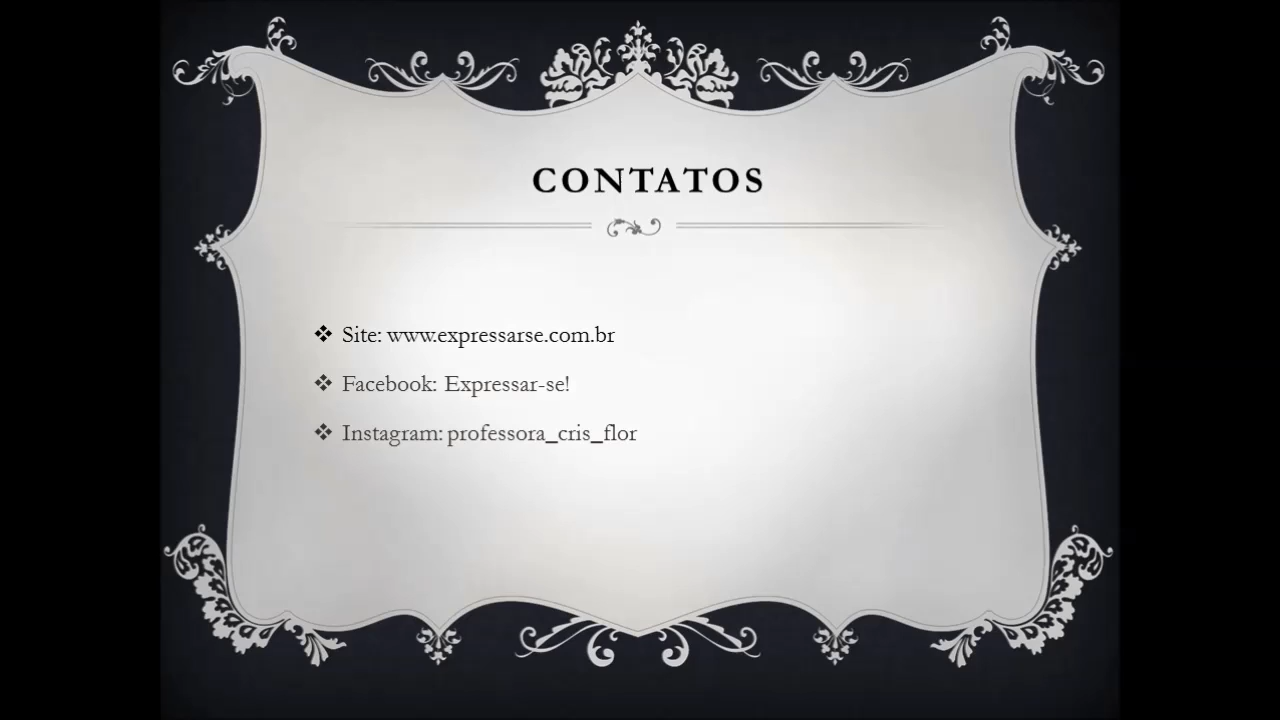 CONTATOS
Site: www.expressarse.com.br
Facebook: Expressar-se!
Instagram: professora_cris_flor